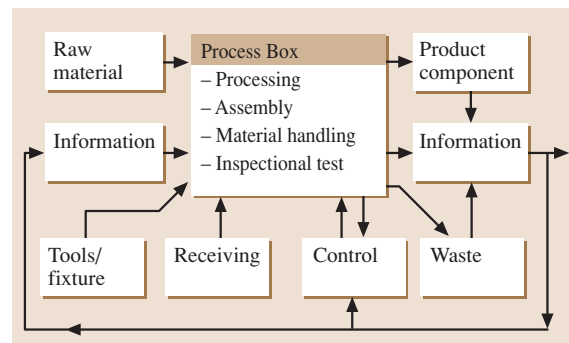 Raw
material
Process Box
– Processing
– Assembly
– Material handling
– Inspectional test
Product
component
Information
Information
Tools/
fixture
Receiving
Control
Waste